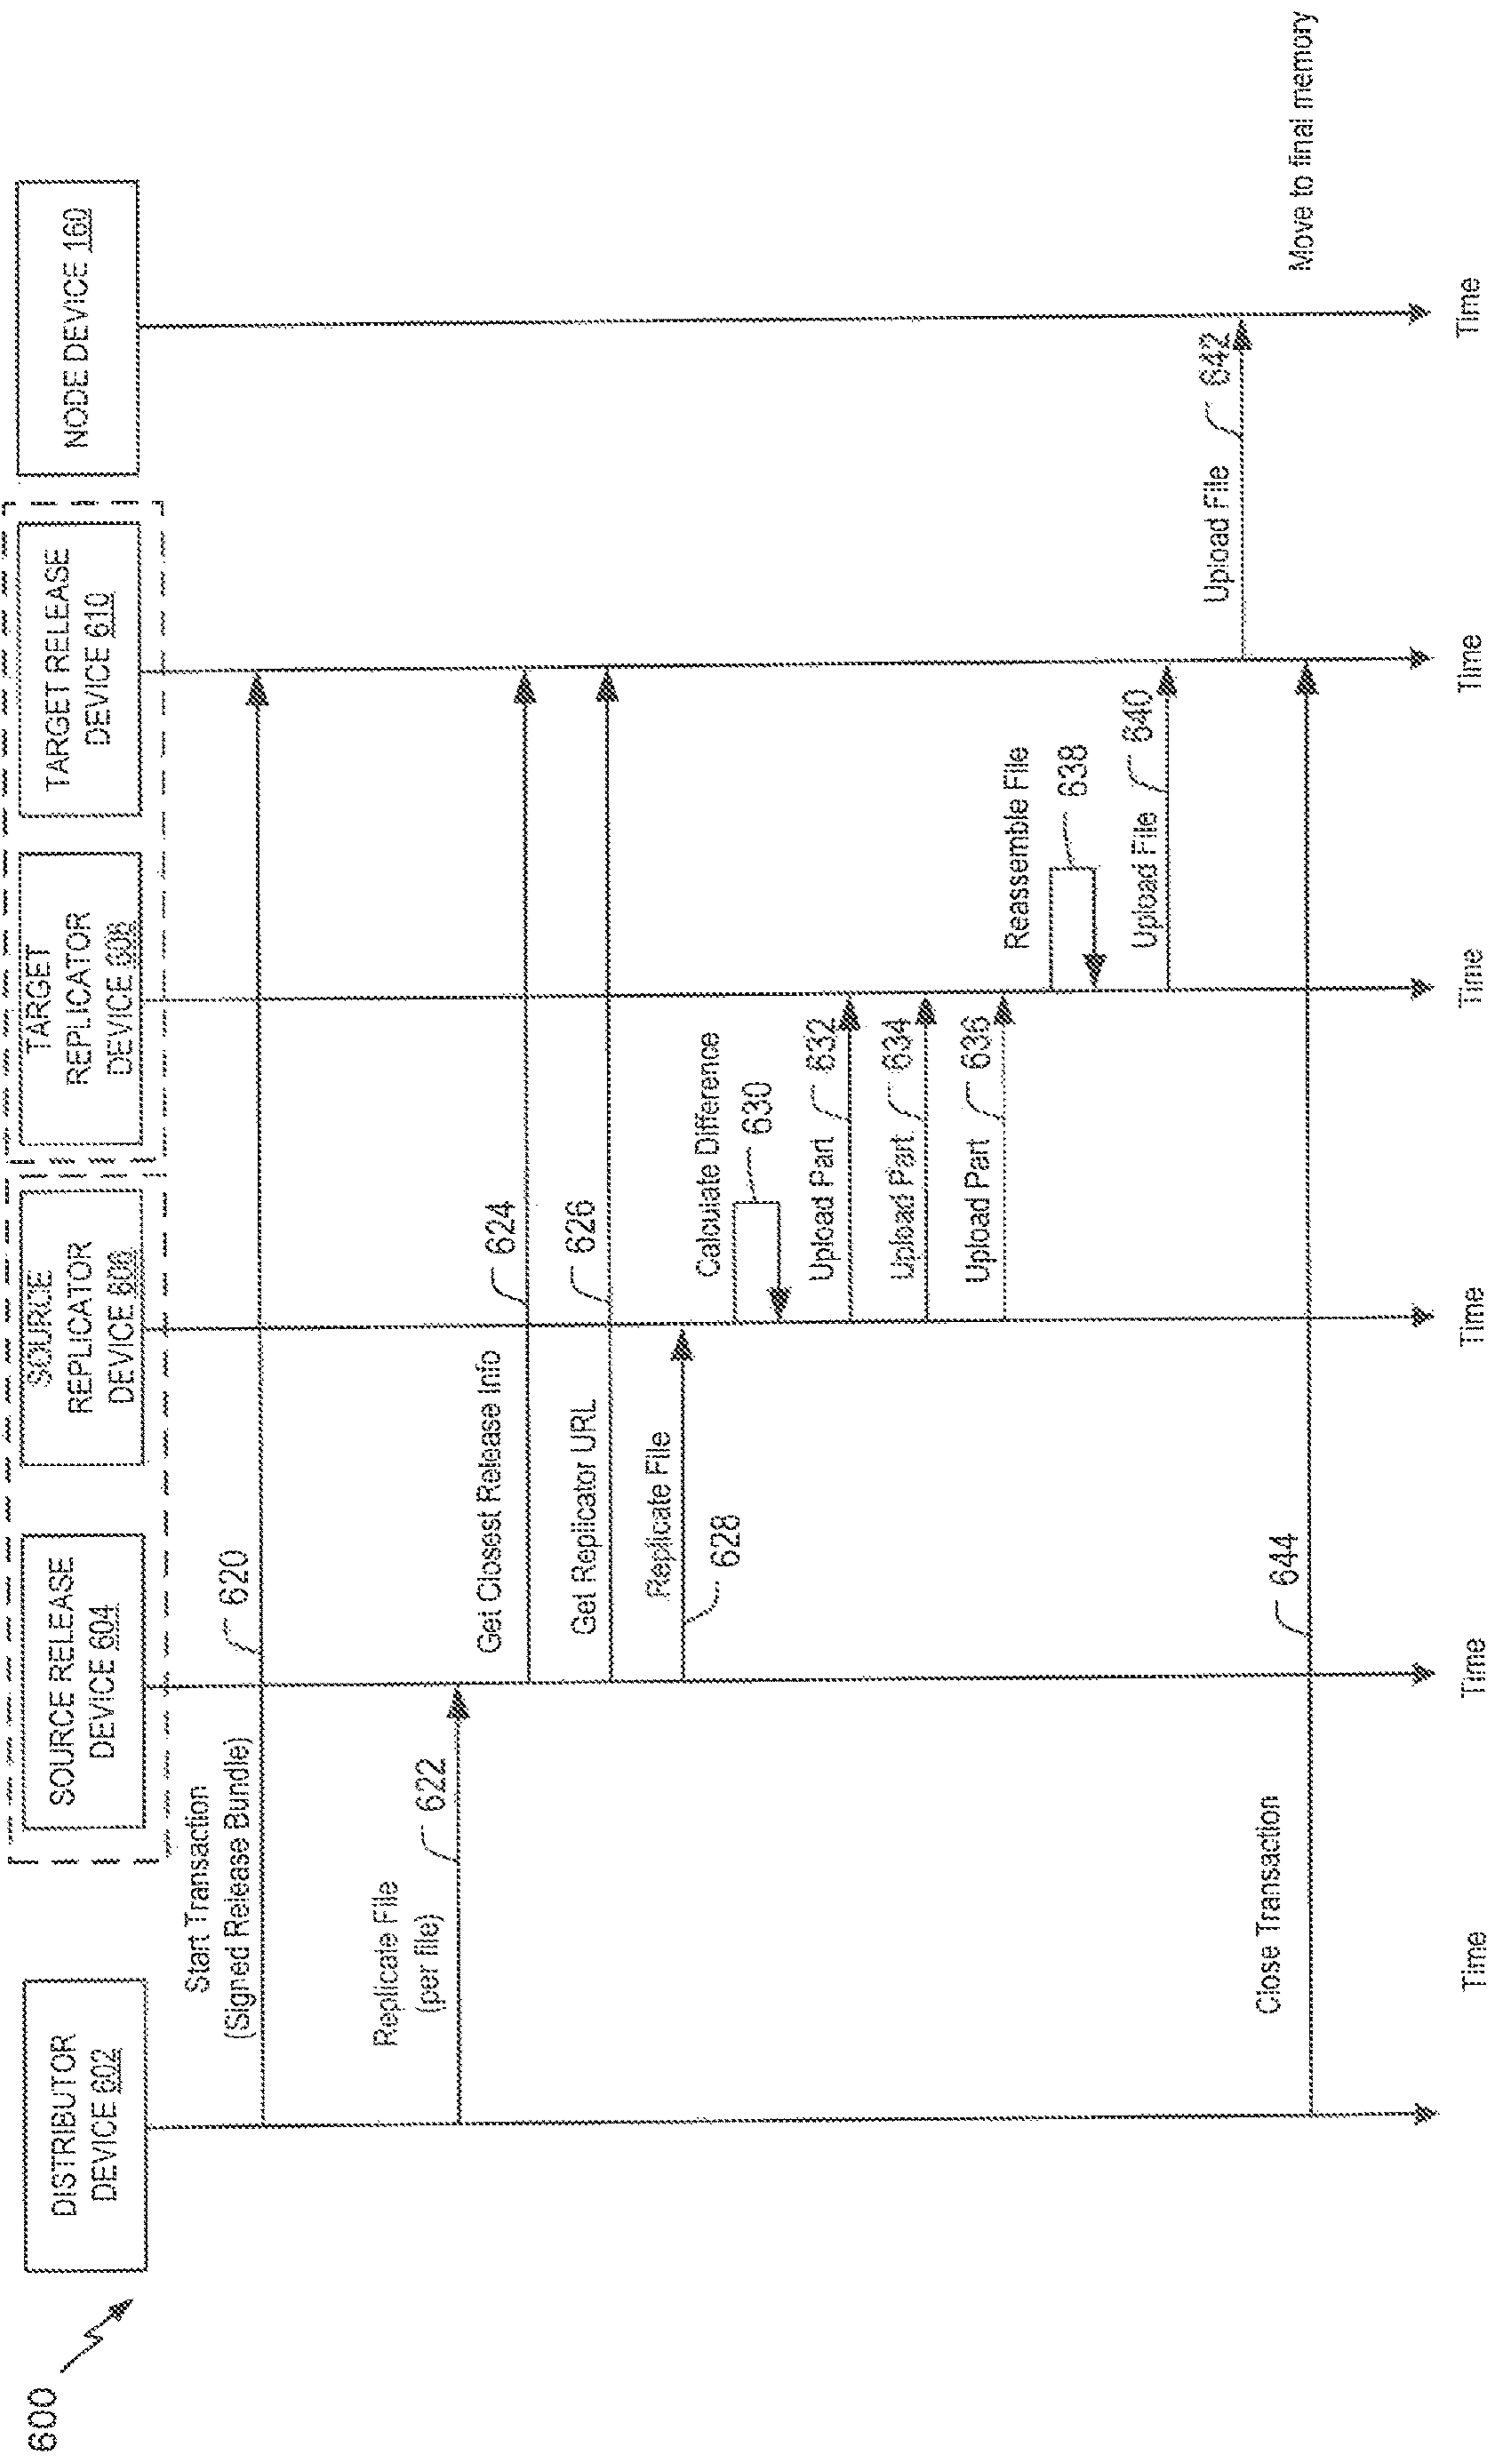 600
DISTRIBUTOR
DEVICE 602
SOURCE RELEASE
DEVICE 604
SOURCE
REPLICATOR
DEVICE 606
TARGET
REPLICATOR
DEVICE 608
TARGET RELEASE
DEVICE 610
NODE DEVICE 160
Start Transaction
(Signed Release Bundle)
620
Replicate File
(per file)
622
Get Closest Release Info
624
Get Replicator URL
626
Replicate File
628
Calculate Difference
630
Upload Part
632
Upload Part
634
Upload Part
636
Reassemble File
638
Upload File
640
Upload File
642
Close Transaction
644
Move to final memory
Time
Time
Time
Time
Time
Time